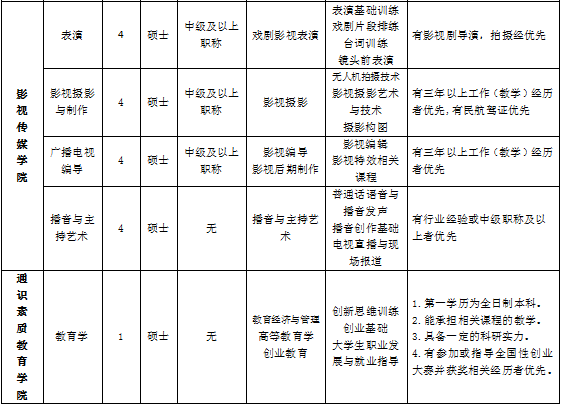 影视传媒学院
表演
4
硕士
中级及以上
职称
戏剧影视表演
表演基础训练
戏剧片段排练
台词训练
镜头前表演
有影视剧导演，拍摄经优先
影视摄影
与制作
4
硕士
中级及以上
职称
影视摄影
无人机拍摄技术
影视摄影艺术
与技术
摄影构图
有三年以上工作（教学）经历
者优先,有民航驾证优先
广播电视
编导
4
硕士
中级及以上
职称
影视编导
影视后期制作
影视编辑
影视特效相关
课程
有三年以上工作（教学）经历
者优先
播音与主
持艺术
4
硕士
无
播音与主持艺
术
普通话语音与
播音发声
播音创作基础
电视直播与现
场报道
有行业经验或中级职称及以
上者优先
通识素质教育学院
教育学
1
硕士
无
教育经济与管理
高等教育学
创业教育
创新思维训练
创业基础
大学生职业发
展与就业指导
1.第一学历为全日制本科。
2.能承担相关课程的教学。
3.具备一定的科研实力。
4.有参加或指导全国性创业
大赛并获奖相关经历者优先。